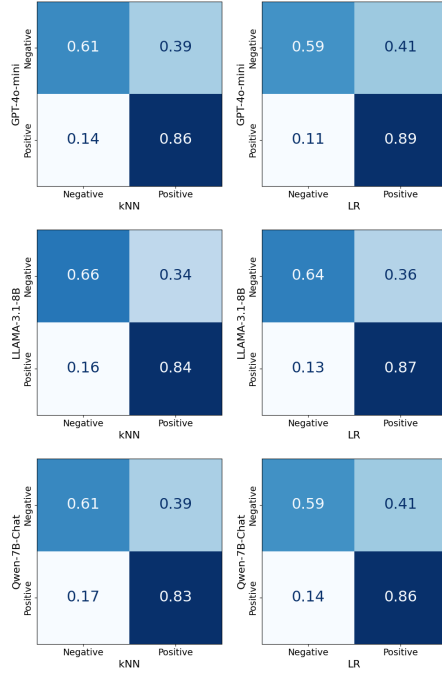 GPT-4o-mini
Negative
0.61
0.39
Positive
0.14
0.86
Negative
Positive
kNN
GPT-4o-mini
Negative
0.59
0.41
Positive
0.11
0.89
Negative
Positive
LR
LLAMA-3.1-8B
Negative
0.66
0.34
Positive
0.16
0.84
Negative
Positive
kNN
LLAMA-3.1-8B
Negative
0.64
0.36
Positive
0.13
0.87
Negative
Positive
LR
Qwen-7B-Chat
Negative
0.61
0.39
Positive
0.17
0.83
Negative
Positive
kNN
Qwen-7B-Chat
Negative
0.59
0.41
Positive
0.14
0.86
Negative
Positive
LR